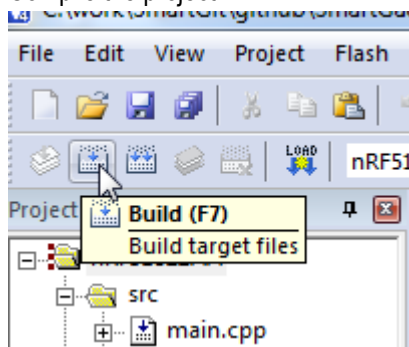 File Edit View Project Flash
LOAD
nRF51
Project
Build (F7)
Build target files
src
main.cpp